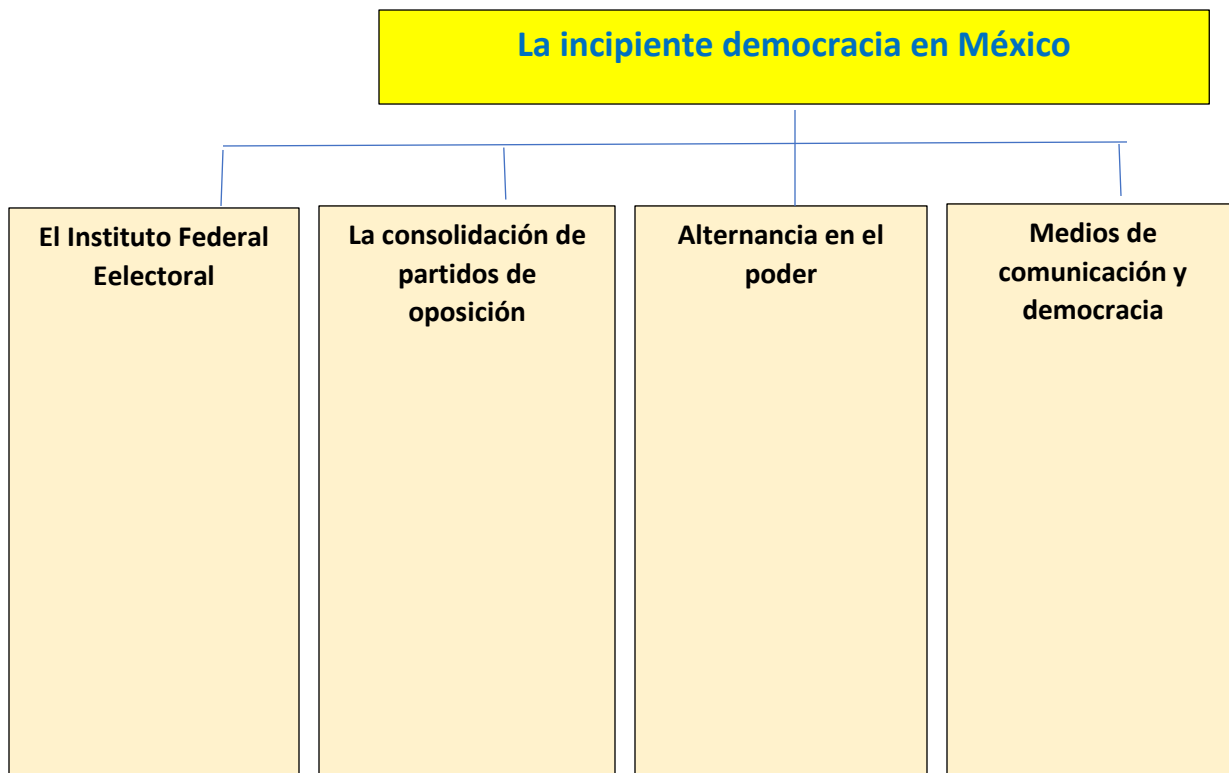 La incipiente democracia en México
El Instituto Federal
Eelectoral
La consolidación de
partidos de
oposición
Alternancia en el
poder
Medios de
comunicación y
democracia